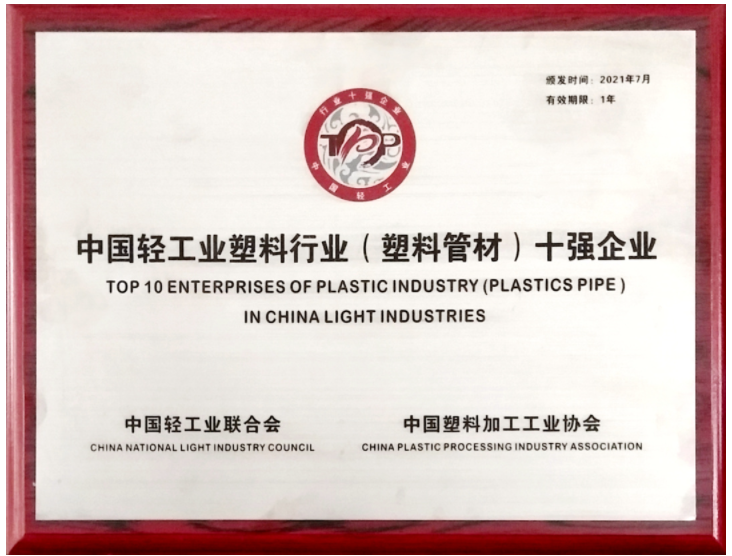 颁发时间：2021年7月
有效期限：1年
行业十强企业
TOP
中国轻工业
中国轻工业塑料行业（塑料管材）十强企业
TOP 10 ENTERPRISES OF PLASTIC INDUSTRY (PLASTICS PIPE )
IN CHINA LIGHT INDUSTRIES
中国轻工业联合会
CHINA NATIONAL LIGHT INDUSTRY COUNCIL
中国塑料加工工业协会
CHINA PLASTIC PROCESSING INDUSTRY ASSOCIATION